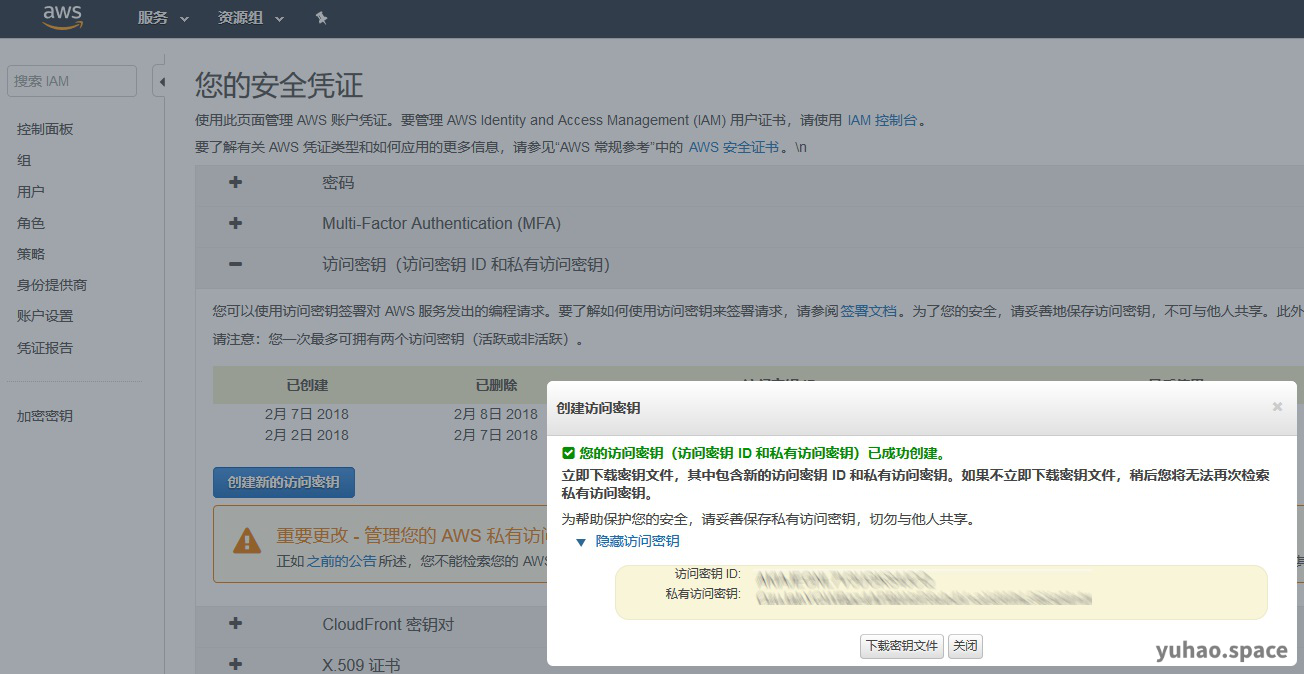 aws
服务
资源组
搜索 IAM
控制面板
组
用户
角色
策略
身份提供商
账户设置
凭证报告
加密密钥
您的安全凭证
使用此页面管理 AWS 账户凭证。要管理 AWS Identity and Access Management (IAM) 用户证书，请使用 IAM 控制台。
要了解有关 AWS 凭证类型和如何应用的更多信息，请参见“AWS 常规参考”中的 AWS 安全证书。\n
密码
Multi-Factor Authentication (MFA)
访问密钥（访问密钥 ID 和私有访问密钥）
您可以使用访问密钥签署对 AWS 服务发出的编程请求。要了解如何使用访问密钥来签署请求，请参阅签署文档。为了您的安全，请妥善地保存访问密钥，不可与他人共享。此外
请注意：您一次最多可拥有两个访问密钥（活跃或非活跃）。
已创建 已删除
2月 7日 2018 2月 8日 2018
2月 2日 2018 2月 7日 2018
创建新的访问密钥
重要更改 - 管理您的 AWS 私有访问
正如之前的公告所述，您不能检索您的 AWS
CloudFront 密钥对
X.509 证书
创建访问密钥
您的访问密钥（访问密钥 ID 和私有访问密钥）已成功创建。
立即下载密钥文件，其中包含新的访问密钥 ID 和私有访问密钥。如果不立即下载密钥文件，稍后您将无法再次检索
私有访问密钥。
为帮助保护您的安全，请妥善保存私有访问密钥，切勿与他人共享。
隐藏访问密钥
访问密钥 ID:
私有访问密钥:
下载密钥文件
关闭
yuhao.space